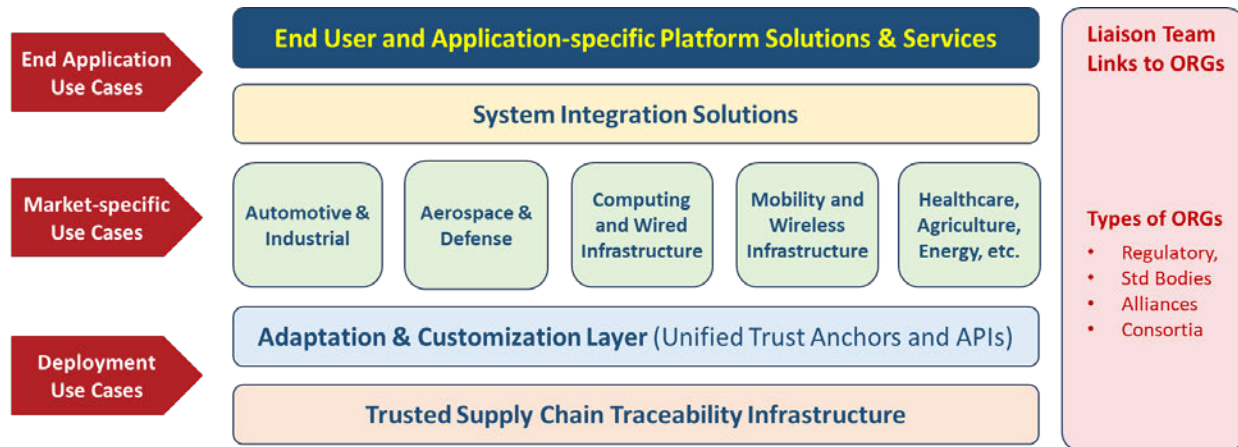 End Application
Use Cases
End User and Application-specific Platform Solutions & Services
System Integration Solutions
Market-specific
Use Cases
Automotive &
Industrial
Aerospace &
Defense
Computing
and Wired
Infrastructure
Mobility and
Wireless
Infrastructure
Healthcare,
Agriculture,
Energy, etc.
Deployment
Use Cases
Adaptation & Customization Layer (Unified Trust Anchors and APIs)
Trusted Supply Chain Traceability Infrastructure
Liaison Team
Links to ORGs
Types of ORGs
• Regulatory,
• Std Bodies
• Alliances
• Consortia